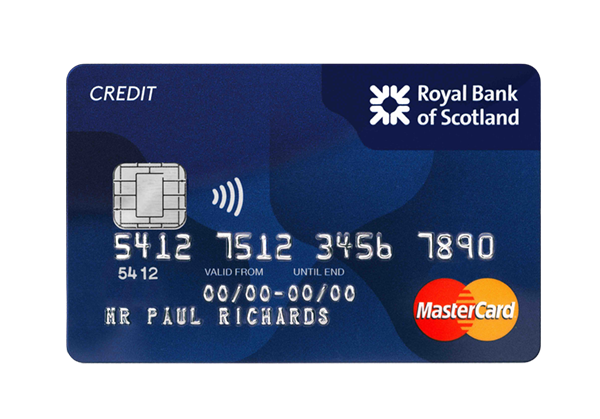 CREDIT
Royal Bank
of Scotland
5412 7512 3456 7890
5412 VALID FROM UNTIL END
00/00-00/00
MR PAUL RICHARDS
MasterCard